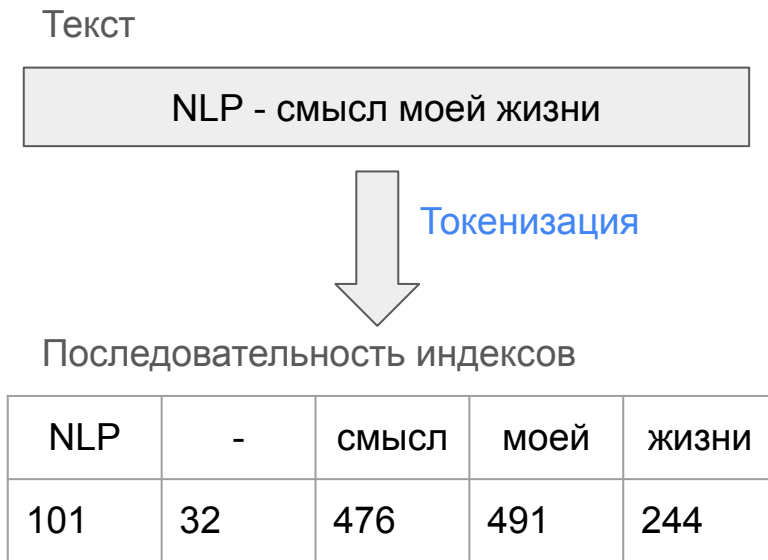 Текст
NLP - смысл моей жизни
Токенизация
Последовательность индексов
NLP - смысл моей жизни
101 32 476 491 244